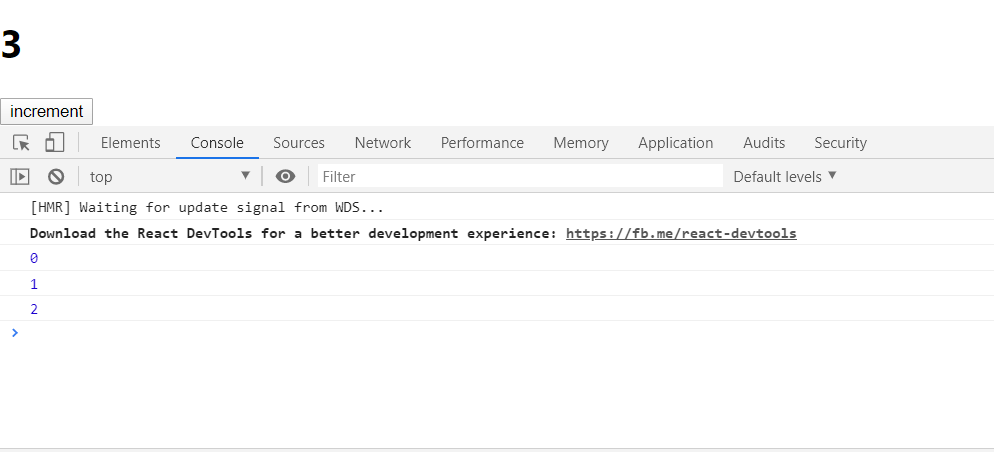 3
increment
Elements Console Sources Network Performance Memory Application Audits Security
top Filter Default levels
[HMR] Waiting for update signal from WDS...
Download the React DevTools for a better development experience: https://fb.me/react-devtools
0
1
2